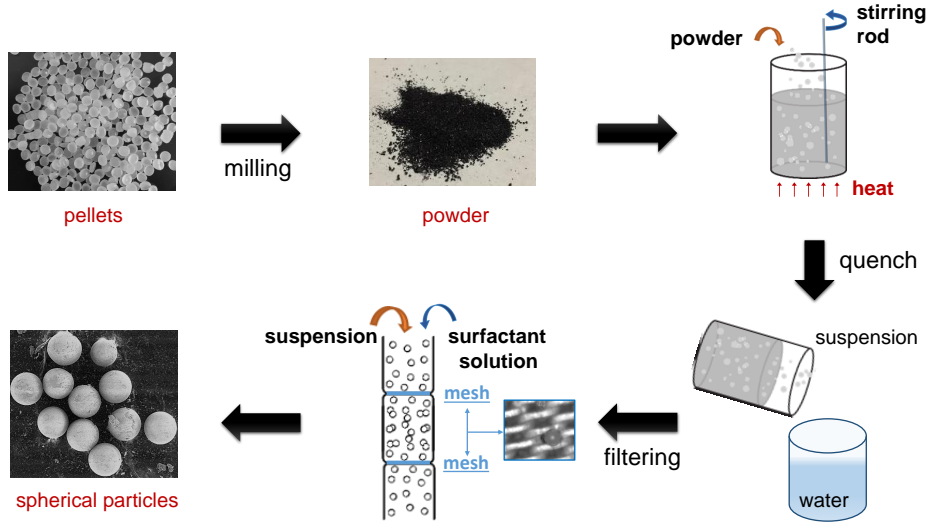 powder
stirring
rod
milling
heat
pellets
powder
quench
suspension
suspension
surfactant
solution
mesh
mesh
filtering
water
spherical particles